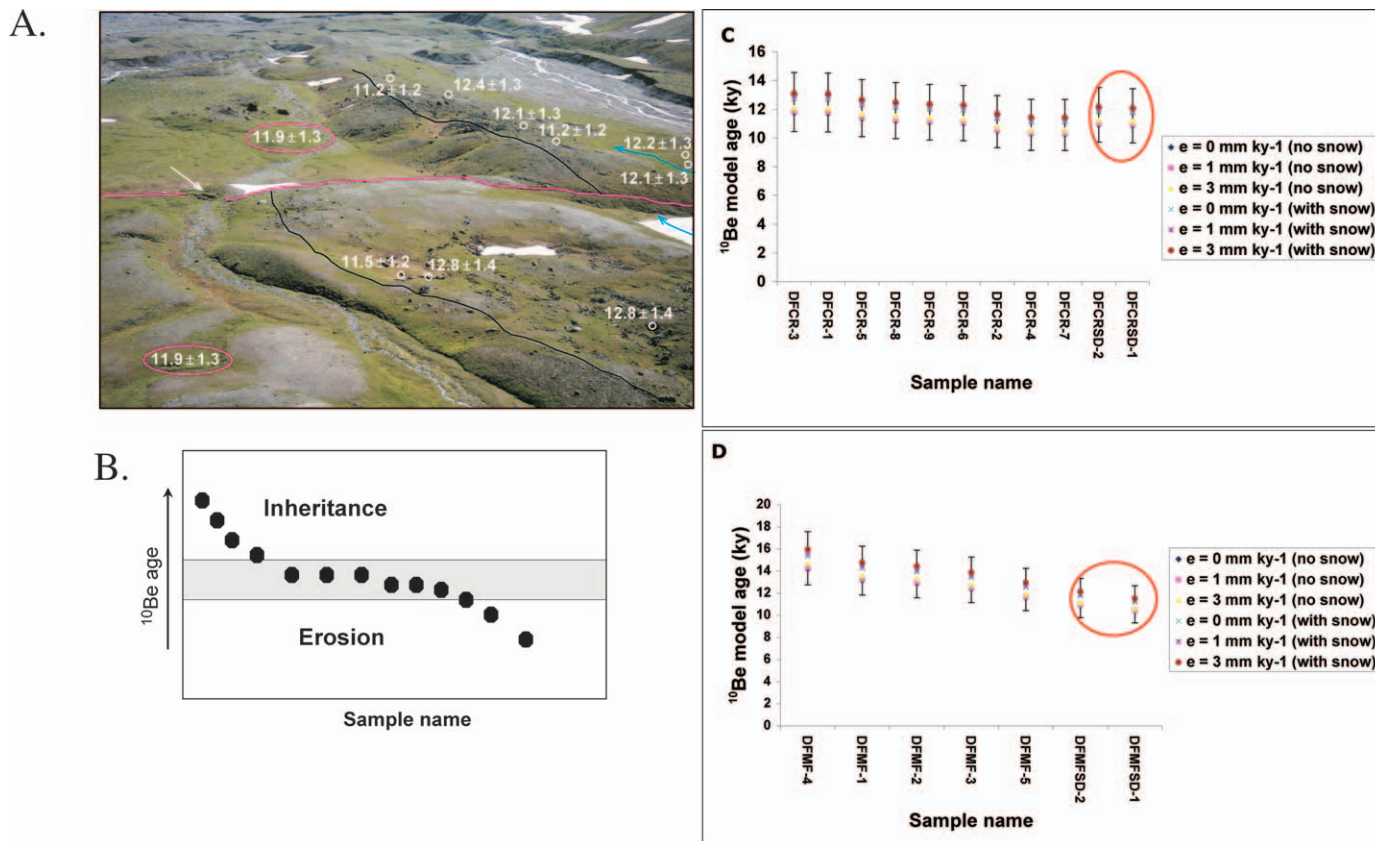 A.
11.2 ± 1.2
12.4 ± 1.3
12.1 ± 1.3
11.2 ± 1.2
11.9 ± 1.3
12.2 ± 1.3
12.1 ± 1.3
11.5 ± 1.2
12.8 ± 1.4
12.8 ± 1.4
11.9 ± 1.3
B.
Inheritance
Erosion
¹⁰Be age
Sample name
C
16
14
12
10
8
6
4
2
0
¹⁰Be model age (ky)
DFCR-3
DFCR-1
DFCR-5
DFCR-8
DFCR-9
DFCR-6
DFCR-2
DFCR-4
DFCR-7
DFCRSD-2
DFCRSD-1
Sample name
e = 0 mm ky-1 (no snow)
e = 1 mm ky-1 (no snow)
e = 3 mm ky-1 (no snow)
e = 0 mm ky-1 (with snow)
e = 1 mm ky-1 (with snow)
e = 3 mm ky-1 (with snow)
D
20
18
16
14
12
10
8
6
4
2
0
¹⁰Be model age (ky)
DFMF-4
DFMF-1
DFMF-2
DFMF-3
DFMF-5
DFMFSD-2
DFMFSD-1
Sample name
e = 0 mm ky-1 (no snow)
e = 1 mm ky-1 (no snow)
e = 3 mm ky-1 (no snow)
e = 0 mm ky-1 (with snow)
e = 1 mm ky-1 (with snow)
e = 3 mm ky-1 (with snow)